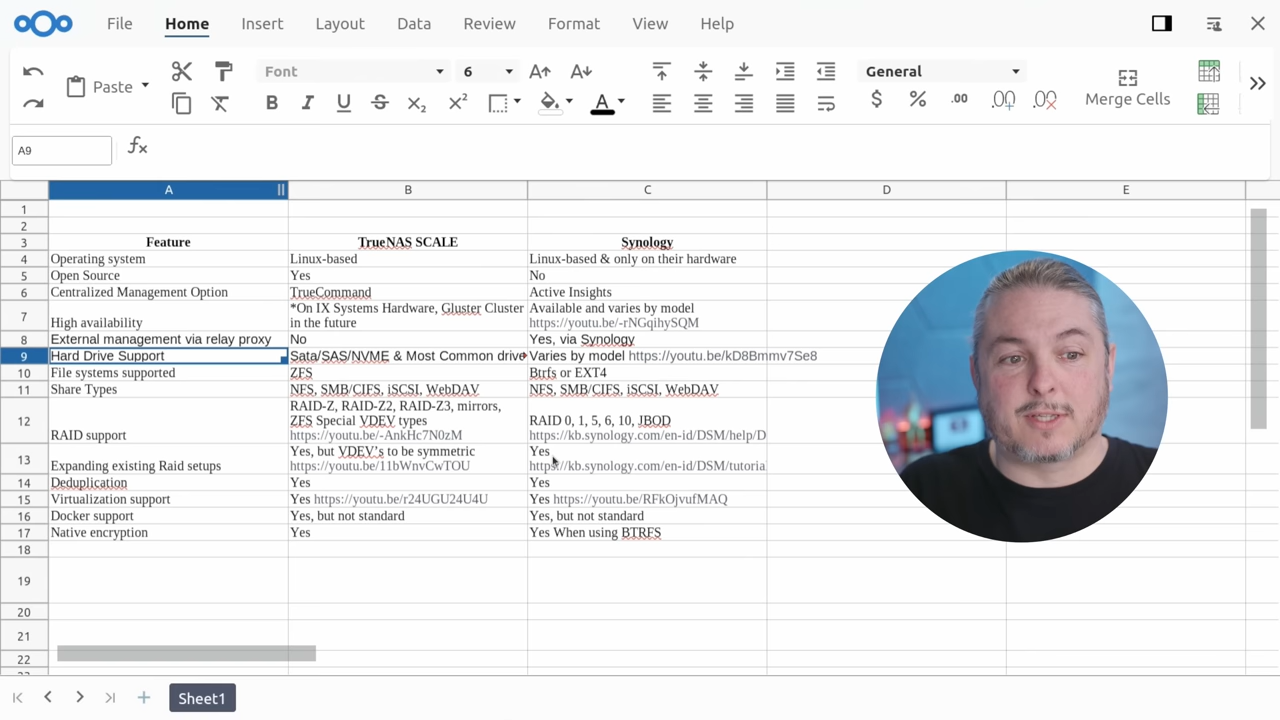 File Home Insert Layout Data Review Format View Help
Paste Font 6 General
B I U S X₂ X² A $ % .00 .00 .00 Merge Cells
A9 fx
A B C D E
1
2
3 Feature TrueNAS SCALE Synology
4 Operating system Linux-based Linux-based & only on their hardware
5 Open Source Yes No
6 Centralized Management Option TrueCommand Active Insights
*On IX Systems Hardware, Gluster Cluster Available and varies by model
7 High availability in the future https://youtu.be/-rNGqihySQM
8 External management via relay proxy No Yes, via Synology
9 Hard Drive Support Sata/SAS/NVME & Most Common drive Varies by model https://youtu.be/kD8Bmmv7Se8
10 File systems supported ZFS Btrfs or EXT4
11 Share Types NFS, SMB/CIFS, iSCSI, WebDAV NFS, SMB/CIFS, iSCSI, WebDAV
RAID-Z, RAID-Z2, RAID-Z3, mirrors,
12 ZFS Special VDEV types RAID 0, 1, 5, 6, 10, JBOD
RAID support https://youtu.be/-AnkHc7N0zM https://kb.synology.com/en-id/DSM/help/D
Yes, but VDEV's to be symmetric Yes
13 Expanding existing Raid setups https://youtu.be/11bWnvCwTOU https://kb.synology.com/en-id/DSM/tutoria
14 Deduplication Yes Yes
15 Virtualization support Yes https://youtu.be/r24UGU24U4U Yes https://youtu.be/RFkOjvufMAQ
16 Docker support Yes, but not standard Yes, but not standard
17 Native encryption Yes Yes When using BTRFS
18
19
20
21
22
Sheet1